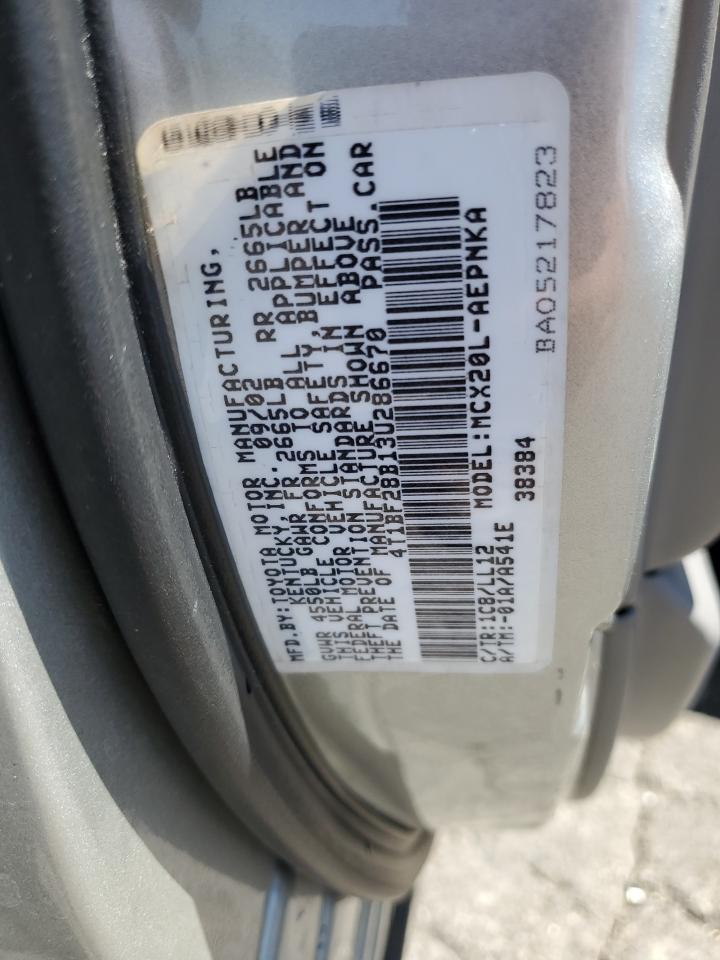 MFD. BY: TOYOTA MOTOR MANUFACTURING,
KENTUCKY, INC. 09/02
GVWR 4550LB GAWR FR 2665LB RR 2665LB
THIS VEHICLE CONFORMS TO ALL APPLICABLE
FEDERAL MOTOR VEHICLE SAFETY, BUMPER AND
THEFT PREVENTION STANDARDS IN EFFECT ON
THE DATE OF MANUFACTURE SHOWN ABOVE
4T1BF28B13U286670 PASS. CAR
MODEL: MCX20L-AEPNKA
C/TR: 1C8/LL12
A/TM: -01A/A541E 38384
BA05217823